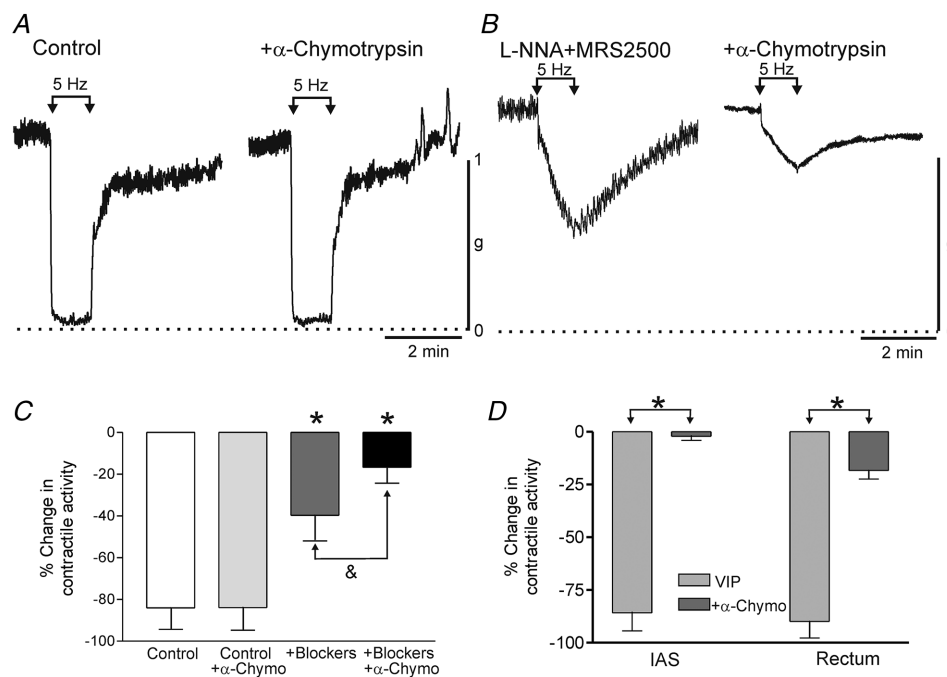 A
Control
+α-Chymotrypsin
5 Hz
5 Hz
1
g
0
2 min
B
L-NNA+MRS2500
+α-Chymotrypsin
5 Hz
5 Hz
2 min
C
% Change in
contractile activity
0
-20
-40
-60
-80
-100
*
*
&
Control
Control
+α-Chymo
+Blockers
+Blockers
+α-Chymo
D
% Change in
contractile activity
0
-25
-50
-75
-100
*
*
VIP
+α-Chymo
IAS
Rectum